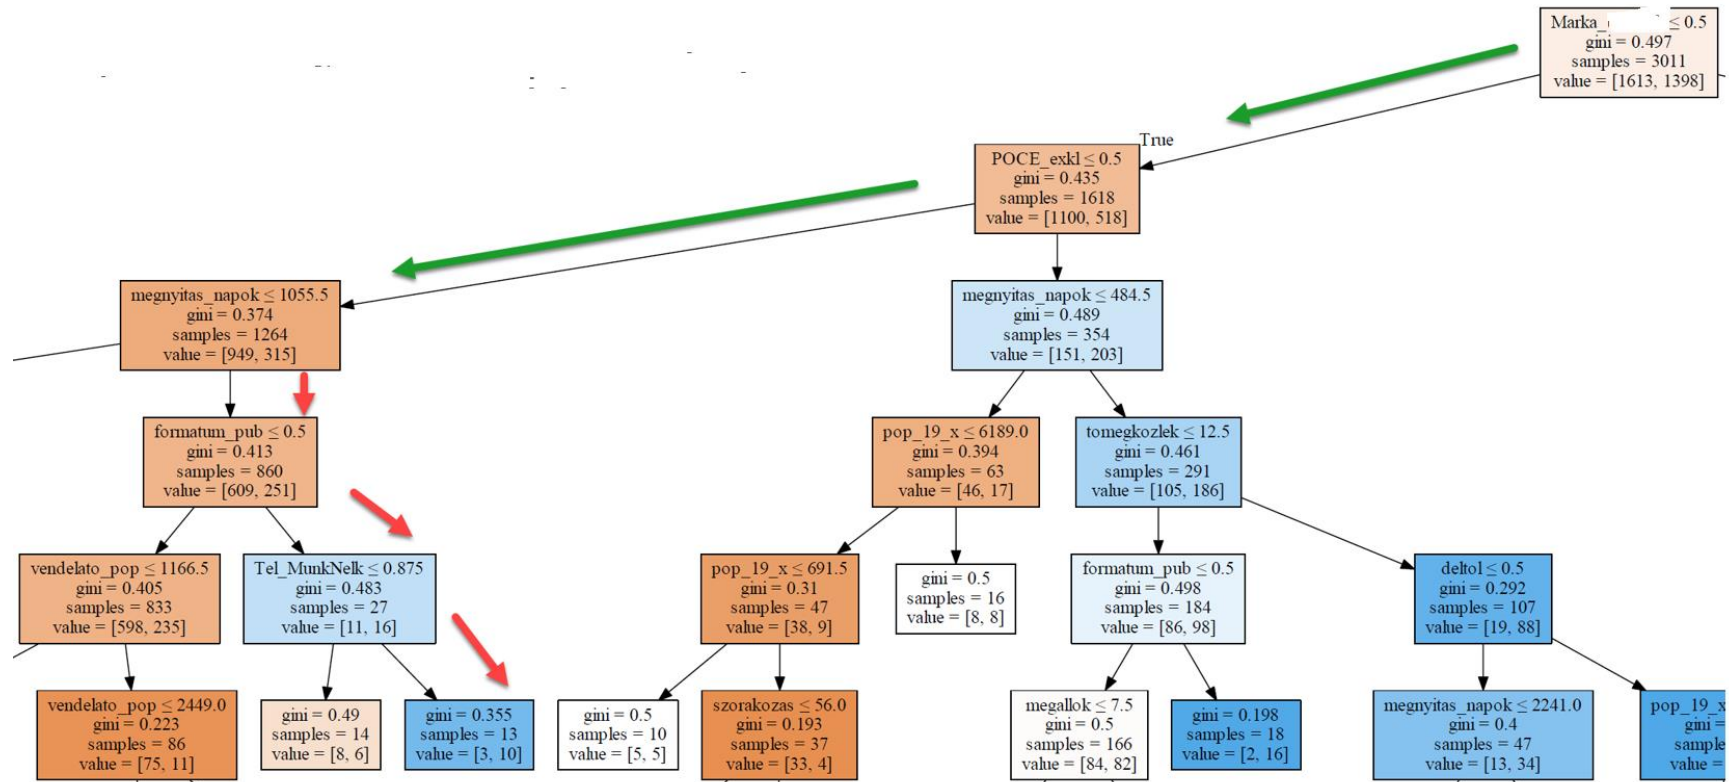 Marka_ ≤ 0.5
gini = 0.497
samples = 3011
value = [1613, 1398]
True
POCE_exkl ≤ 0.5
gini = 0.435
samples = 1618
value = [1100, 518]
megnyitas_napok ≤ 1055.5
gini = 0.374
samples = 1264
value = [949, 315]
megnyitas_napok ≤ 484.5
gini = 0.489
samples = 354
value = [151, 203]
formatum_pub ≤ 0.5
gini = 0.413
samples = 860
value = [609, 251]
pop_19_x ≤ 6189.0
gini = 0.394
samples = 63
value = [46, 17]
tomegkozlek ≤ 12.5
gini = 0.461
samples = 291
value = [105, 186]
vendelato_pop ≤ 1166.5
gini = 0.405
samples = 833
value = [598, 235]
Tel_MunkNelk ≤ 0.875
gini = 0.483
samples = 27
value = [11, 16]
pop_19_x ≤ 691.5
gini = 0.31
samples = 47
value = [38, 9]
gini = 0.5
samples = 16
value = [8, 8]
formatum_pub ≤ 0.5
gini = 0.498
samples = 184
value = [86, 98]
deltol ≤ 0.5
gini = 0.292
samples = 107
value = [19, 88]
vendelato_pop ≤ 2449.0
gini = 0.223
samples = 86
value = [75, 11]
gini = 0.49
samples = 14
value = [8, 6]
gini = 0.355
samples = 13
value = [3, 10]
gini = 0.5
samples = 10
value = [5, 5]
szorakozas ≤ 56.0
gini = 0.193
samples = 37
value = [33, 4]
megallok ≤ 7.5
gini = 0.5
samples = 166
value = [84, 82]
gini = 0.198
samples = 18
value = [2, 16]
megnyitas_napok ≤ 2241.0
gini = 0.4
samples = 47
value = [13, 34]
pop_19_x
gini =
sample
value =